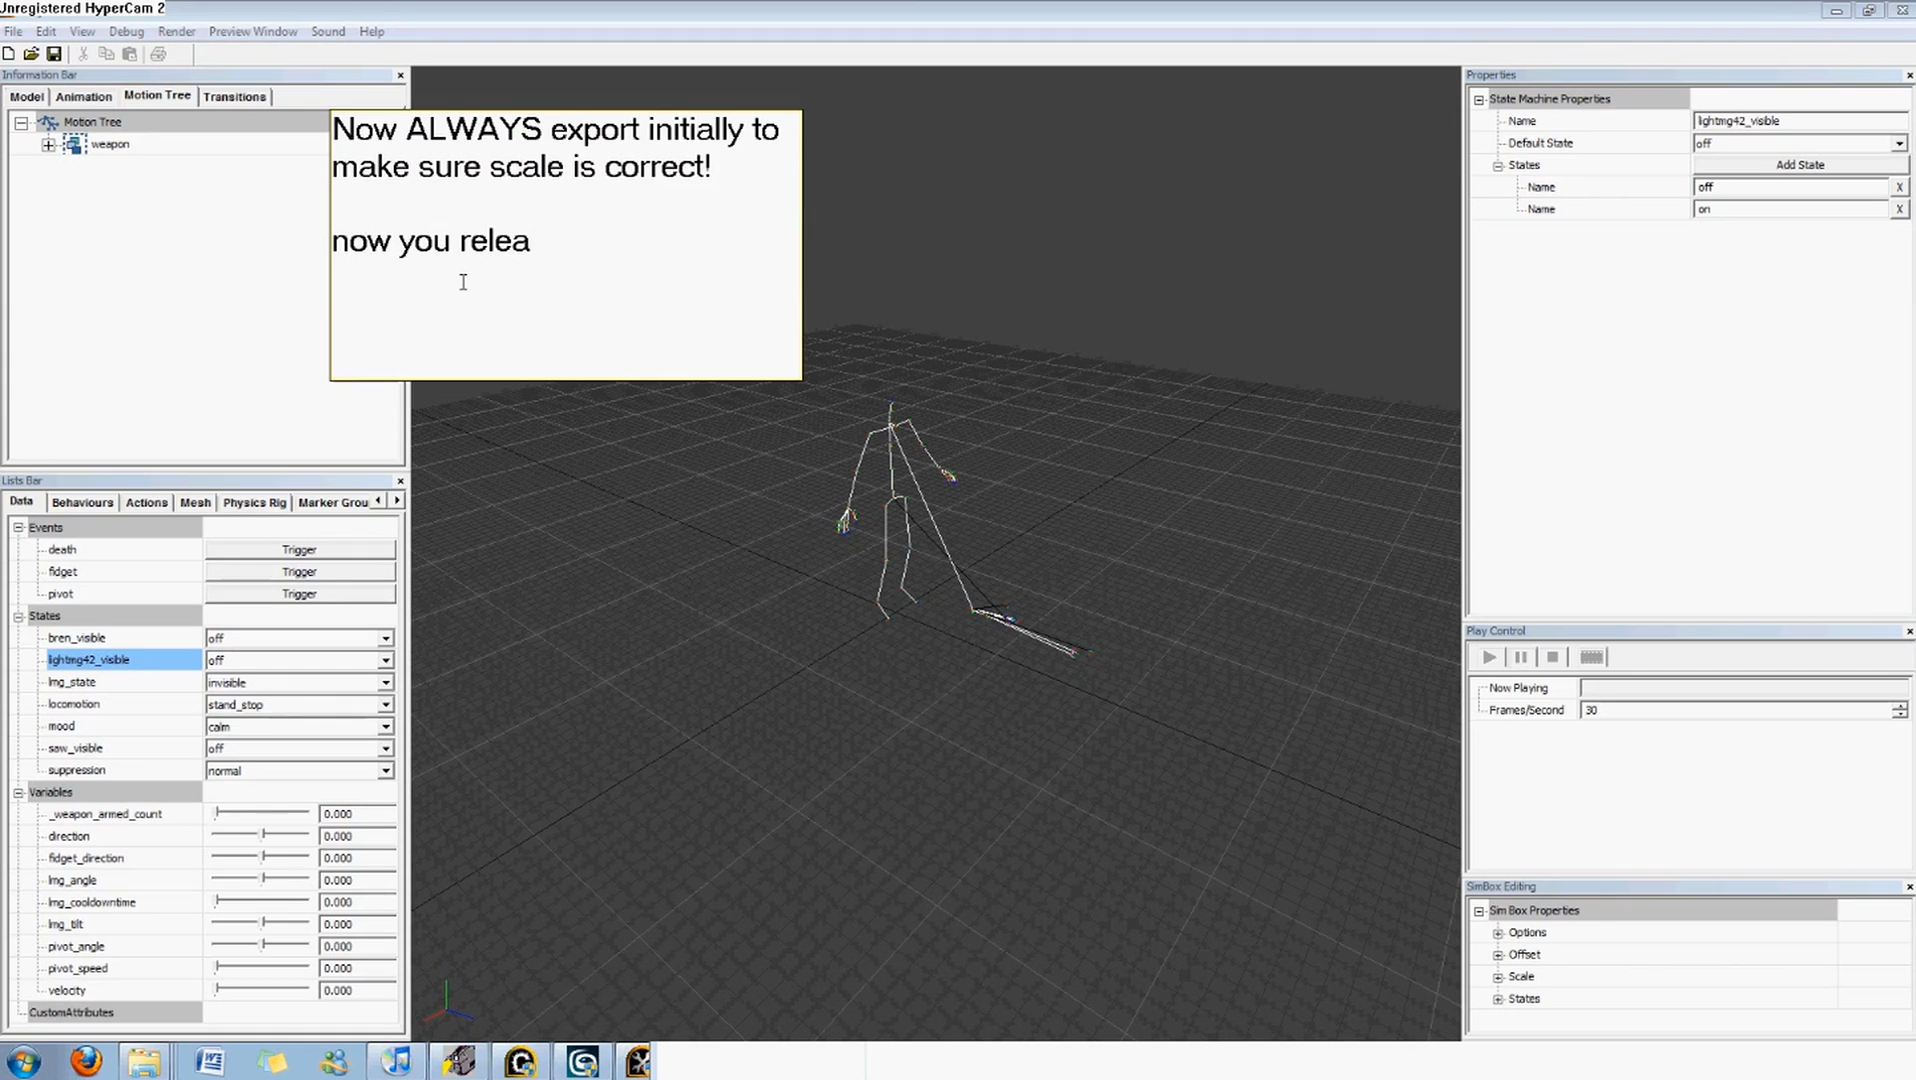 Unregistered HyperCam 2
File Edit View Debug Render Preview Window Sound Help
Information Bar
Model Animation Motion Tree Transitions
Motion Tree
weapon
Now ALWAYS export initially to
make sure scale is correct!
now you relea
Lists Bar
Data Behaviours Actions Mesh Physics Rig Marker Grou
Events
death Trigger
fidget Trigger
pivot Trigger
States
bren_visible off
lightmg42_visible off
lmg_state invisible
locomotion stand_stop
mood calm
saw_visible off
suppression normal
Variables
_weapon_armed_count 0.000
direction 0.000
fidget_direction 0.000
lmg_angle 0.000
lmg_cooldowntime 0.000
lmg_tilt 0.000
pivot_angle 0.000
pivot_speed 0.000
velocity 0.000
CustomAttributes
Properties
State Machine Properties
Name lightmg42_visible
Default State off
States Add State
Name off X
Name on X
Play Control
Now Playing
Frames/Second 30
SimBox Editing
Sim Box Properties
Options
Offset
Scale
States